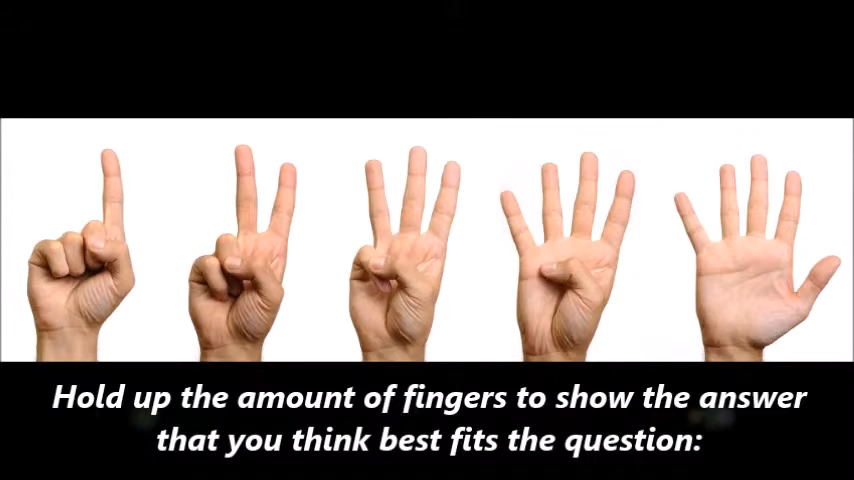 Hold up the amount of fingers to show the answer
that you think best fits the question: